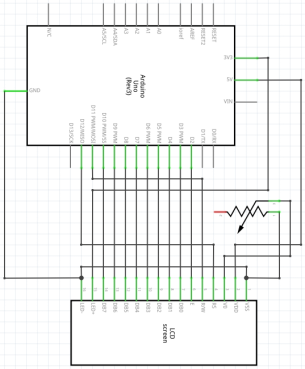 N/C
A5/SCL
A4/SDA
A3
A2
A1
A0
ioref
AREF
RESET2
RESET
Arduino
Uno
(Rev3)
3V3
5V
VIN
GND
D13/SCK
D12/MISO
D11 PWM/MOSI
D10 PWM/SS
D9 PWM
D8
D7
D6 PWM
D5 PWM
D4
D3 PWM
D2
D1/TX
D0/RX
LED-
LED+
DB7
DB6
DB5
DB4
DB3
DB2
DB1
DB0
E
R/W
RS
V0
VDD
VSS
LCD
screen